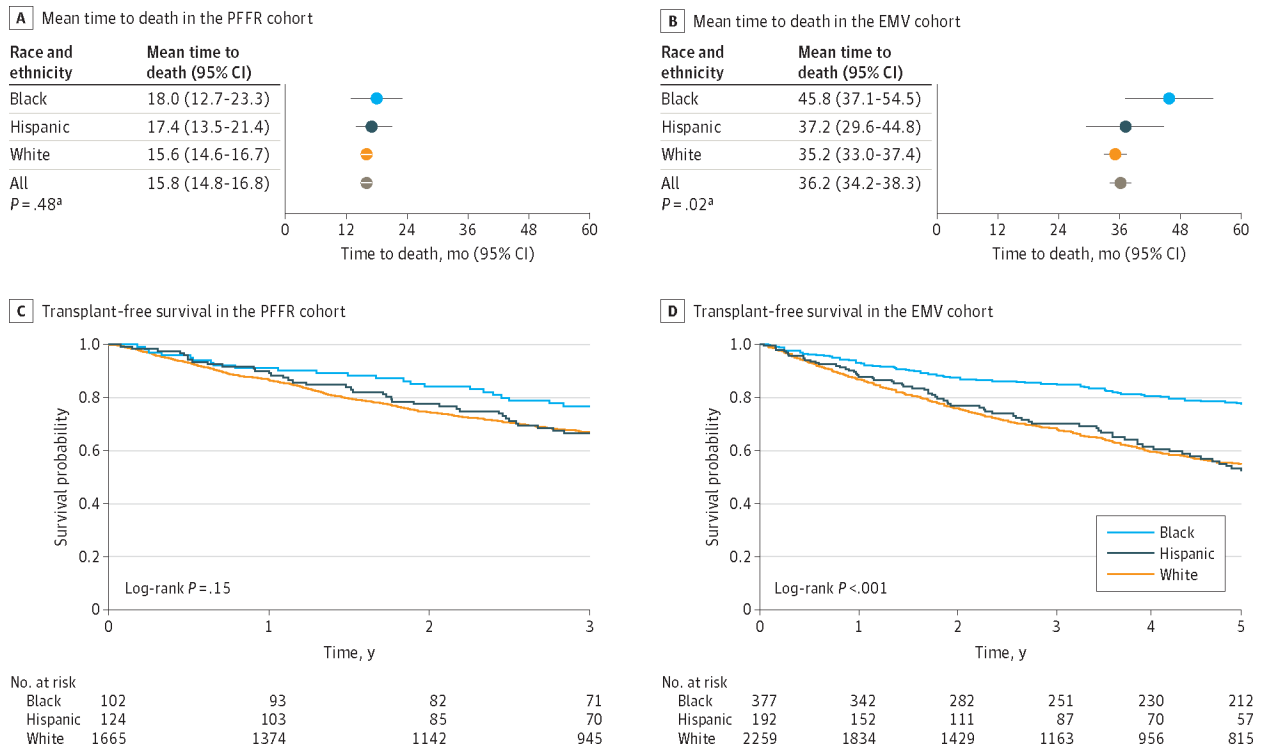 A Mean time to death in the PFFR cohort
Race and ethnicity
Mean time to death (95% CI)
Black 18.0 (12.7-23.3)
Hispanic 17.4 (13.5-21.4)
White 15.6 (14.6-16.7)
All 15.8 (14.8-16.8)
P = .48a
0 12 24 36 48 60
Time to death, mo (95% CI)
B Mean time to death in the EMV cohort
Race and ethnicity
Mean time to death (95% CI)
Black 45.8 (37.1-54.5)
Hispanic 37.2 (29.6-44.8)
White 35.2 (33.0-37.4)
All 36.2 (34.2-38.3)
P = .02a
0 12 24 36 48 60
Time to death, mo (95% CI)
C Transplant-free survival in the PFFR cohort
Survival probability
1.0
0.8
0.6
0.4
0.2
0
Log-rank P = .15
0 1 2 3
Time, y
No. at risk
Black 102 93 82 71
Hispanic 124 103 85 70
White 1665 1374 1142 945
D Transplant-free survival in the EMV cohort
Survival probability
1.0
0.8
0.6
0.4
0.2
0
Black
Hispanic
White
Log-rank P <.001
0 1 2 3 4 5
Time, y
No. at risk
Black 377 342 282 251 230 212
Hispanic 192 152 111 87 70 57
White 2259 1834 1429 1163 956 815